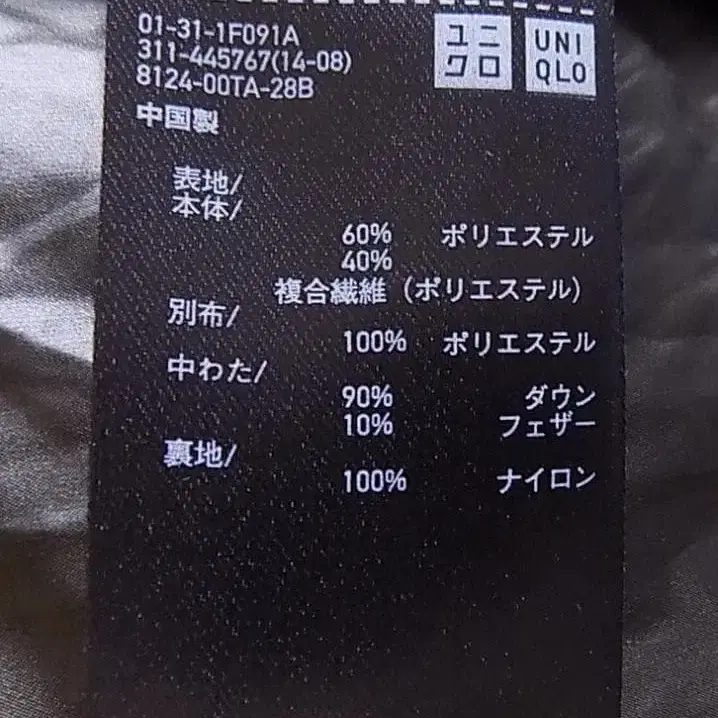 01-31-1F091A
311-445767(14-08)
8124-00TA-28B
中国製
ユニ
クロ
UNI
QLO
表地/
本体/
60% ポリエステル
40%
複合繊維（ポリエステル）
別布/
100% ポリエステル
中わた/
90% ダウン
10% フェザー
裏地/
100% ナイロン